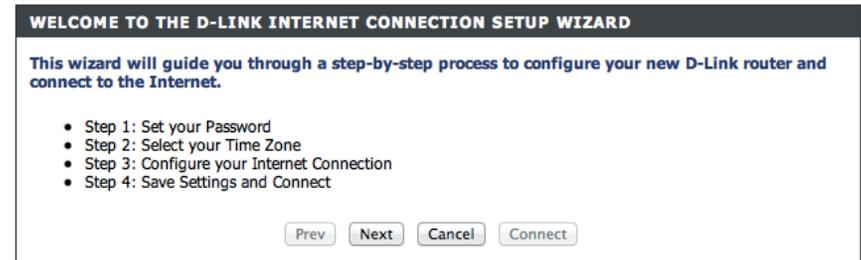 WELCOME TO THE D-LINK INTERNET CONNECTION SETUP WIZARD
This wizard will guide you through a step-by-step process to configure your new D-Link router and
connect to the Internet.
• Step 1: Set your Password
• Step 2: Select your Time Zone
• Step 3: Configure your Internet Connection
• Step 4: Save Settings and Connect
Prev Next Cancel Connect